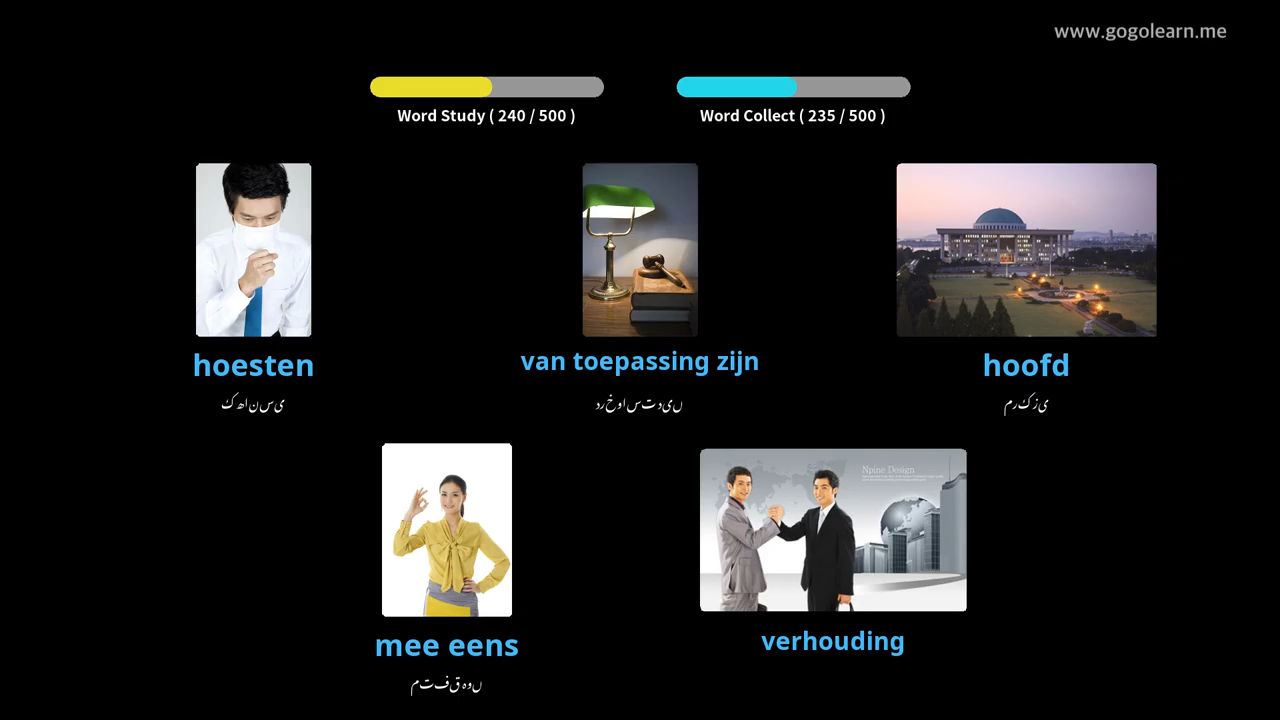 www.gogolearn.me
Word Study ( 240 / 500 )
Word Collect ( 235 / 500 )
hoesten
کھانسی
van toepassing zijn
درخواست دیں
hoofd
مرکزی
mee eens
متفق ہوں
Npine Design
verhouding